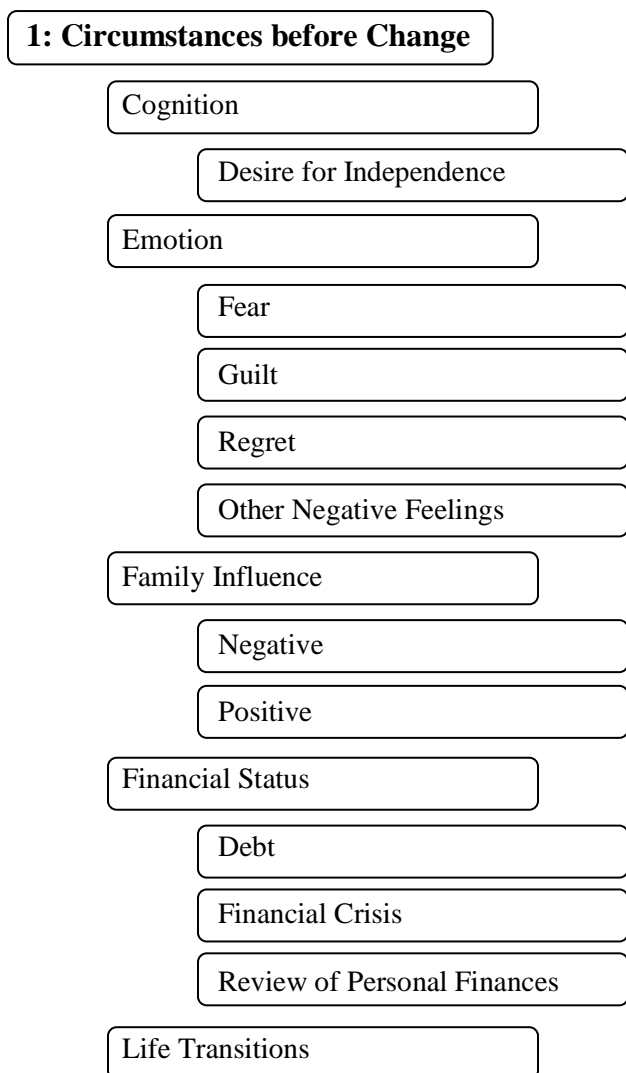 1: Circumstances before Change
Cognition
Desire for Independence
Emotion
Fear
Guilt
Regret
Other Negative Feelings
Family Influence
Negative
Positive
Financial Status
Debt
Financial Crisis
Review of Personal Finances
Life Transitions